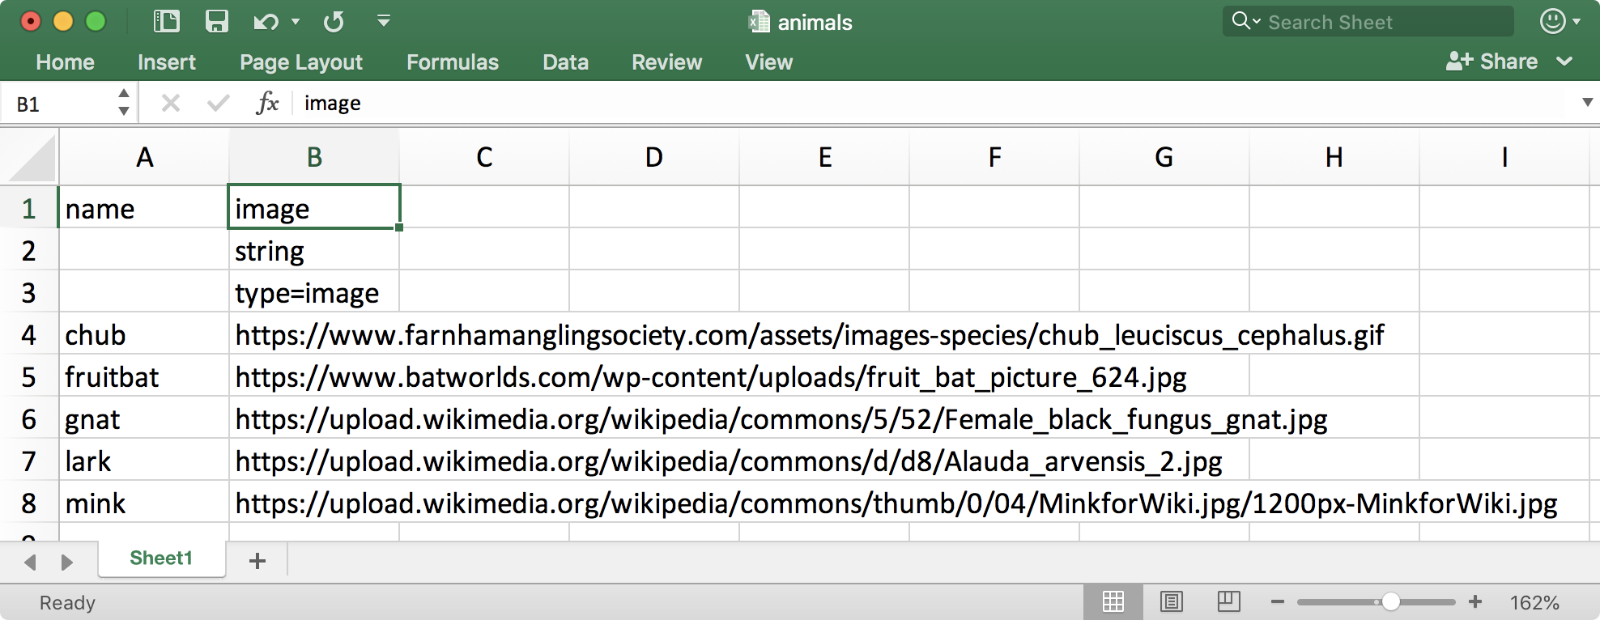 animals
Search Sheet
Home Insert Page Layout Formulas Data Review View Share
B1 fx image
A B C D E F G H I
1 name image
2 string
3 type=image
4 chub https://www.farnhamanglingsociety.com/assets/images-species/chub_leuciscus_cephalus.gif
5 fruitbat https://www.batworlds.com/wp-content/uploads/fruit_bat_picture_624.jpg
6 gnat https://upload.wikimedia.org/wikipedia/commons/5/52/Female_black_fungus_gnat.jpg
7 lark https://upload.wikimedia.org/wikipedia/commons/d/d8/Alauda_arvensis_2.jpg
8 mink https://upload.wikimedia.org/wikipedia/commons/thumb/0/04/MinkforWiki.jpg/1200px-MinkforWiki.jpg
Sheet1
Ready 162%